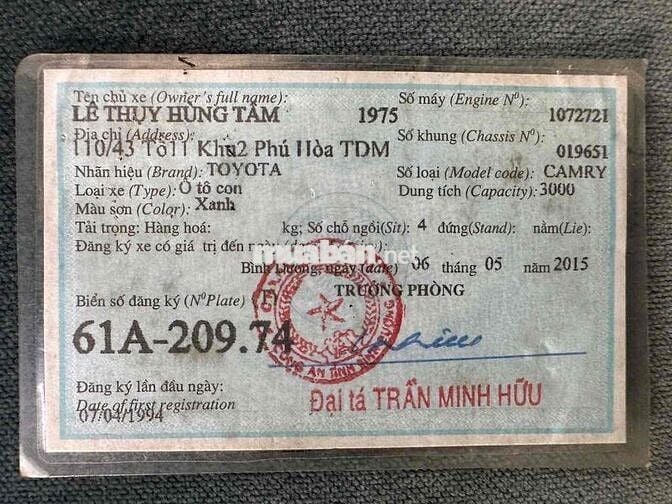 Tên chủ xe (Owner's full name):
LÊ THỤY HÙNG TÂM 1975
Số máy (Engine Nº): 1072721
Địa chỉ (Address):
110/43 Tô11 Khu2 Phú Hòa TDM
Số khung (Chassis Nº): 019651
Nhãn hiệu (Brand): TOYOTA
Số loại (Model code): CAMRY
Loại xe (Type): Ô tô con
Dung tích (Capacity): 3000
Màu sơn (Color): Xanh
Tải trọng: Hàng hoá: kg; Số chỗ ngồi(Sit): 4 đứng(Stand): nằm(Lie):
Đăng ký xe có giá trị đến ngày
muaban.net
Bình Dương, ngày (date) 06 tháng 05 năm 2015
Biển số đăng ký (NºPlate) (F)
TRƯỞNG PHÒNG
61A-209.74
Đăng ký lần đầu ngày:
Date of first registration
07/04/1994
Đại tá TRẦN MINH HỮU